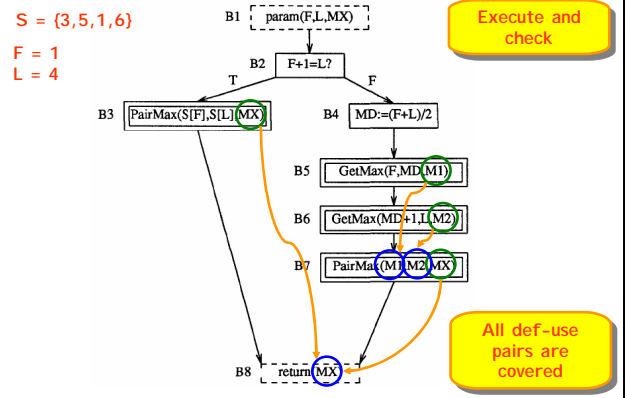 S = {3,5,1,6}
F = 1
L = 4
B1 param(F,L,MX)
Execute and
check
B2 F+1=L?
T F
B3 PairMax(S[F],S[L],MX)
B4 MD:=(F+L)/2
B5 GetMax(F,MD,M1)
B6 GetMax(MD+1,L,M2)
B7 PairMax(M1,M2,MX)
All def-use
pairs are
covered
B8 return MX